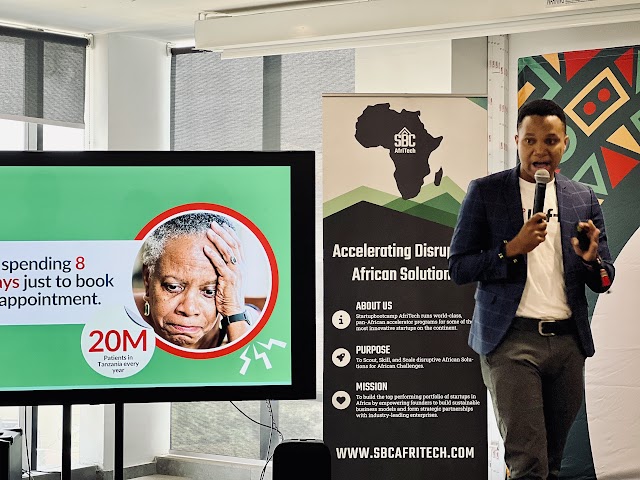 spending 8
ays just to book
appointment.
20M
Patients in
Tanzania every
year
SBC
AfriTech
Accelerating Disrup
African Solution
ABOUT US
Startupbootcamp AfriTech runs world-class,
pan-African accelerator programs for some of the
most innovative startups on the continent.
PURPOSE
To Scout, Skill, and Scale disruptive African Solu-
tions for African Challenges.
MISSION
To build the top performing portfolio of startups in
Africa by empowering founders to build sustainable
business models and form strategic partnerships
with industry-leading enterprises.
WWW.SBCAFRITECH.COM